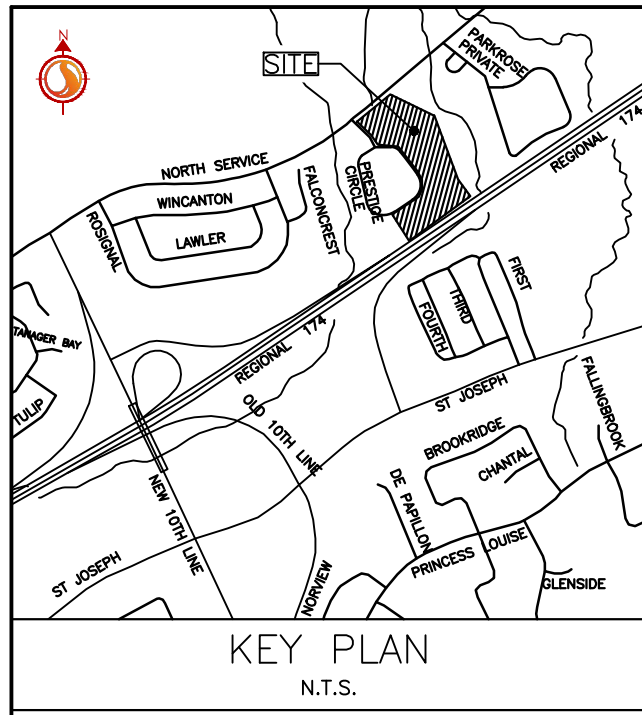 N
SITE
PARKROSE
PRIVATE
REGIONAL 174
NORTH SERVICE
WINCANTON
LAWLER
ROSIGNAL
FALCONCREST
PRESTIGE
CIRCLE
TANAGER BAY
TULIP
REGIONAL 174
FIRST
THIRD
FOURTH
ST JOSEPH
FALLINGBROOK
OLD 10TH LINE
NEW 10TH LINE
BROOKRIDGE
CHANTAL
DE PAPILLON
PRINCESS LOUISE
ST JOSEPH
NORVIEW
GLENSIDE
KEY PLAN
N.T.S.